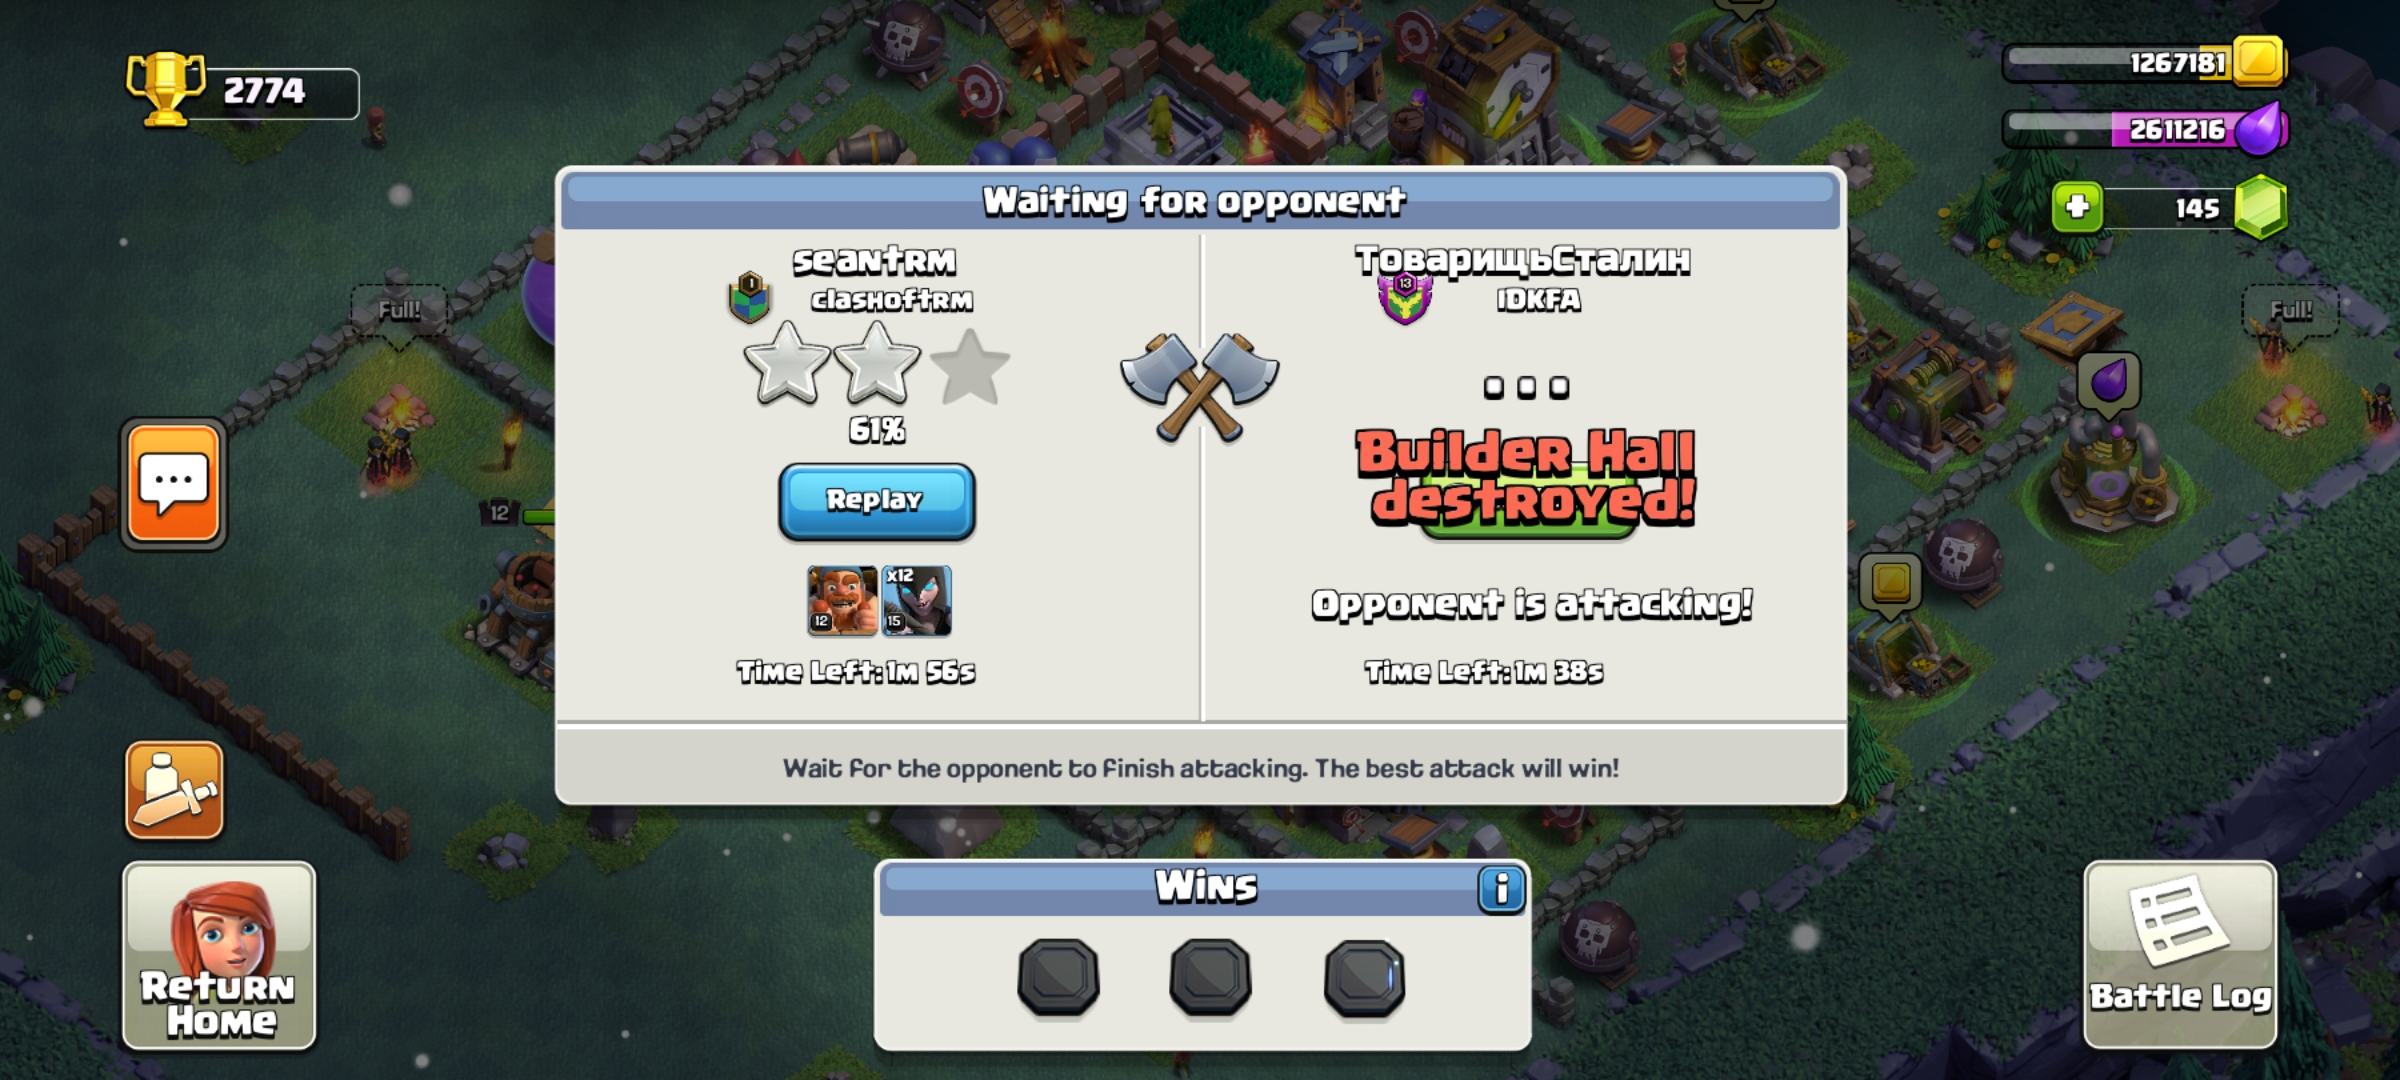 2774
1267181
2611216
145
Waiting for opponent
seantrm
1
clashoftrm
61%
Replay
x12
12
15
Time Left:1m 56s
ТоварищьСталин
13
IDKFA
Builder Hall
destroyed!
Opponent is attacking!
Time Left:1m 38s
Wait for the opponent to finish attacking. The best attack will win!
Full!
Full!
12
Wins
i
Return
Home
Battle Log